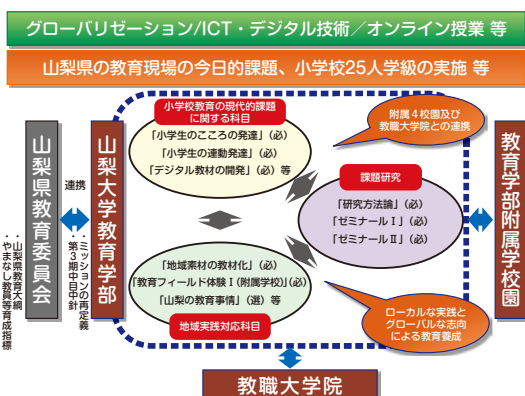 グローバリゼーション/ICT・デジタル技術／オンライン授業 等
山梨県の教育現場の今日的課題、小学校25人学級の実施 等
小学校教育の現代的課題
に関する科目
「小学生のこころの発達」（必）
「小学生の運動発達」（必）
「デジタル教材の開発」（必）等
附属４校園及び
教職大学院との連携
山梨県教育委員会
連携
山梨大学教育学部
教育学部附属学校園
課題研究
「研究方法論」（必）
「ゼミナールⅠ」（必）
「ゼミナールⅡ」（必）
・山梨県教育大綱
・やまなし教員等育成指標
・ミッションの再定義
・第３期中目中計
「地域素材の教材化」（必）
「教育フィールド体験Ⅰ（附属学校）」（必）
「山梨の教育事情」（選）等
地域実践対応科目
ローカルな実践と
グローバルな志向
による教育養成
教職大学院